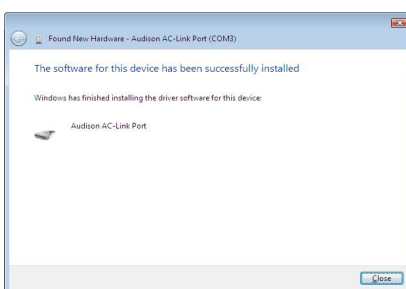 Found New Hardware - Audison AC-Link Port (COM3)
The software for this device has been successfully installed
Windows has finished installing the driver software for this device:
Audison AC-Link Port
Close